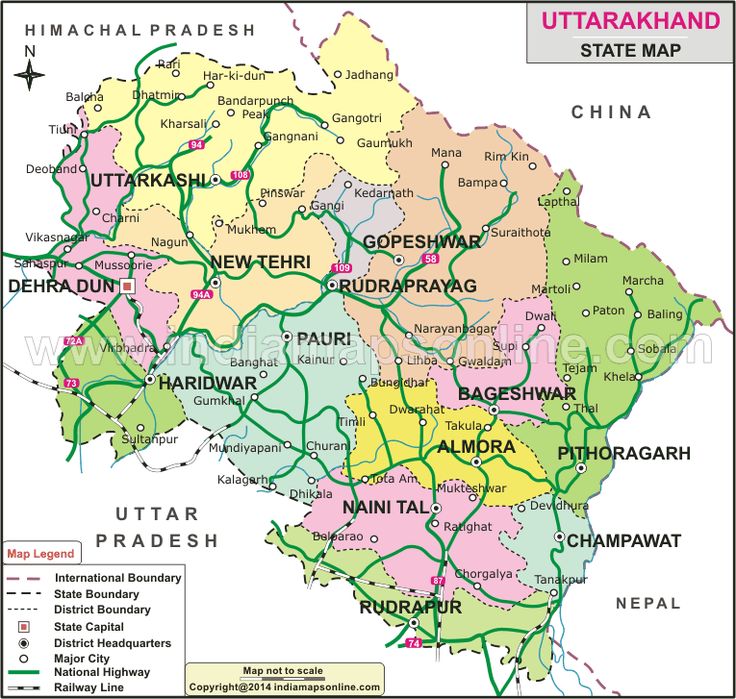 UTTARAKHAND
STATE MAP
HIMACHAL PRADESH
N
CHINA
Rari
Har-ki-dun
Jadhang
Balcha
Dhatmir
Bandarpunch
Peak
Gangotri
Tiuni
Kharsali
Gangnani
Gaumukh
94
Mana
Rim Kin
Deoband
UTTARKASHI
108
Bampa
Pinswar
Kedarnath
Lapthal
Charni
Gangi
Mukhem
Suraithota
Vikasnagar
Nagun
GOPESHWAR
Sahaspur
Mussoorie
NEW TEHRI
109
58
Milam
DEHRA DUN
RUDRAPRAYAG
Martoli
Marcha
94A
Paton
Baling
Dwali
72A
Narayanbagar
PAURI
Supi
www.indiamapsonline.com
Virbhadra
Kainur
Banghat
Libha
Gwaldam
Sobala
73
HARIDWAR
Bungidhar
Tejam
Khela
Gumkhal
BAGESHWAR
Timli
Dwarahat
Thal
Sultanpur
Takula
Mundiyapani
Churani
ALMORA
PITHORAGARH
Kalagarh
Tota Am
Dhikala
Mukteshwar
NAINI TAL
Devidhura
UTTAR
PRADESH
Ratighat
Balparao
CHAMPAWAT
Chorgalya
Tanakpur
87
NEPAL
RUDRAPUR
74
Map Legend
International Boundary
State Boundary
District Boundary
State Capital
District Headquarters
Major City
National Highway
Railway Line
Map not to scale
Copyright@2014 indiamapsonline.com